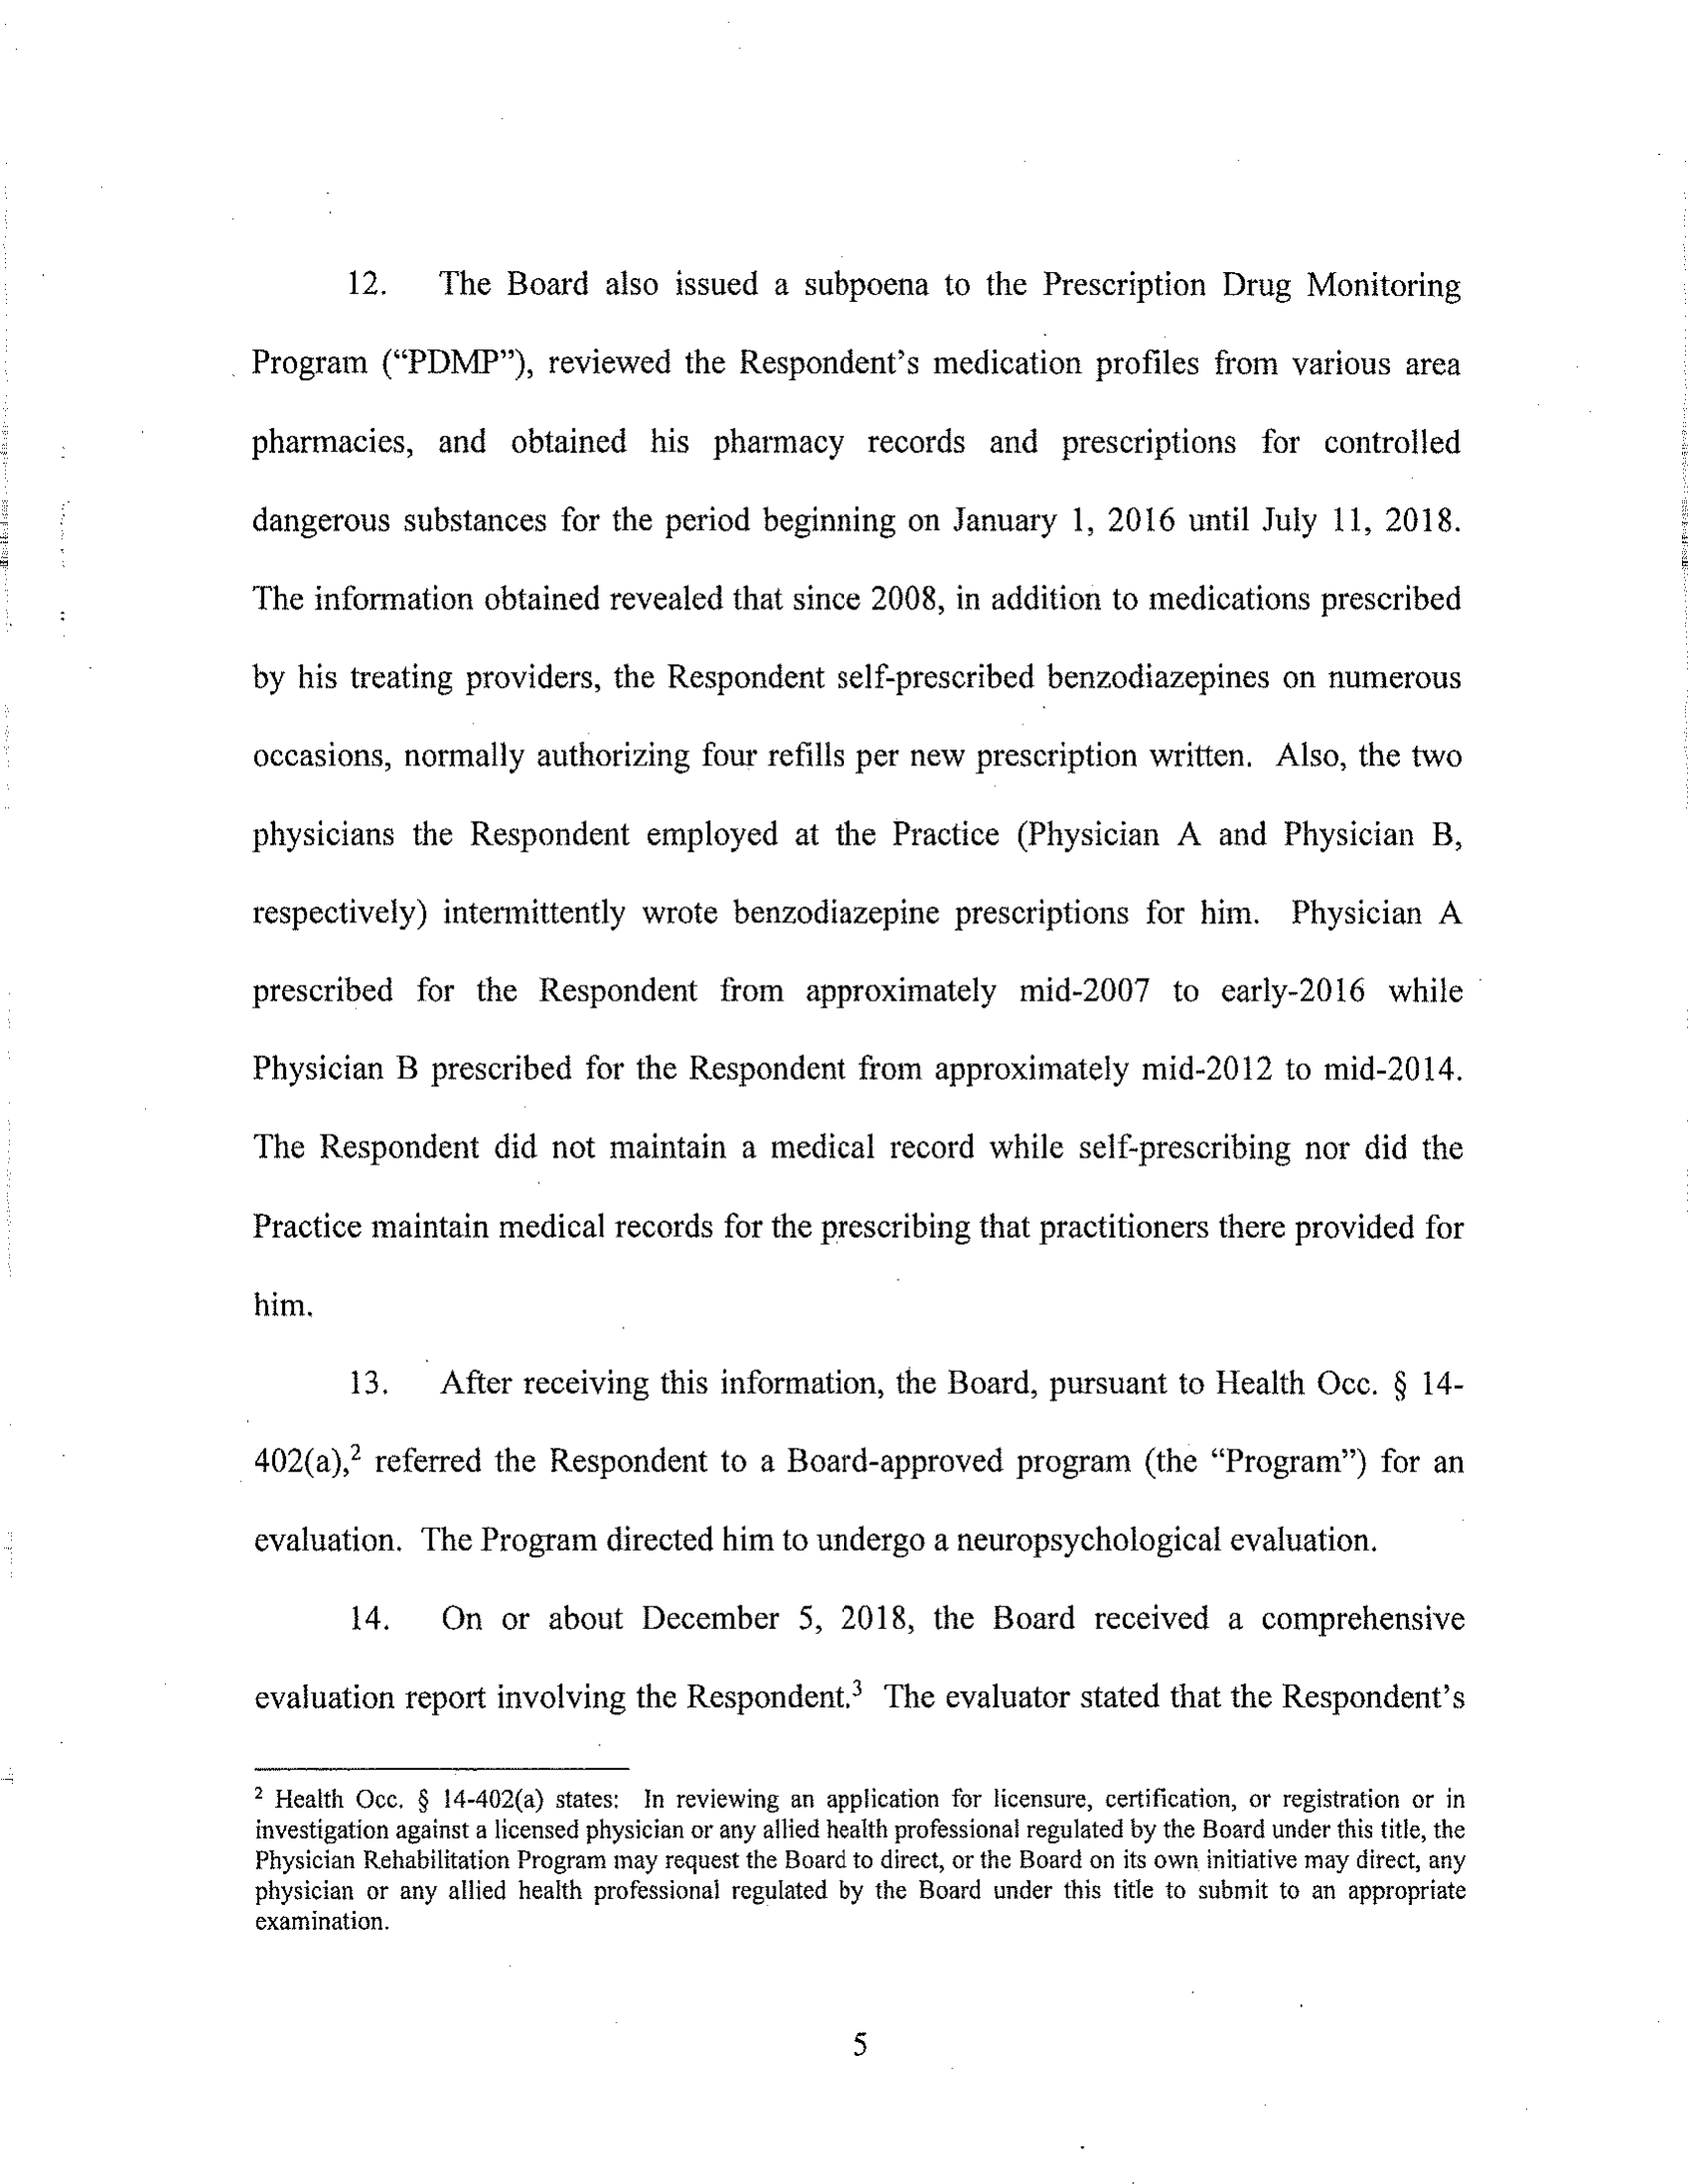 12. The Board also issued a subpoena to the Prescription Drug Monitoring
Program (“PDMP”), reviewed the Respondent’s medication profiles from various area
pharmacies, and obtained his pharmacy records and prescriptions for controlled
dangerous substances for the period beginning on January 1, 2016 until July 11, 2018.
The information obtained revealed that since 2008, in addition to medications prescribed
by his treating providers, the Respondent self-prescribed benzodiazepines on numerous
occasions, normally authorizing four refills per new prescription written. Also, the two
physicians the Respondent employed at the Practice (Physician A and Physician B,
respectively) intermittently wrote benzodiazepine prescriptions for him. Physician A
prescribed for the Respondent from approximately mid-2007 to early-2016 while
Physician B prescribed for the Respondent from approximately mid-2012 to mid-2014.
The Respondent did not maintain a medical record while self-prescribing nor did the
Practice maintain medical records for the prescribing that practitioners there provided for
him.
13. After receiving this information, the Board, pursuant to Health Occ. § 14-
402(a),² referred the Respondent to a Board-approved program (the “Program”) for an
evaluation. The Program directed him to undergo a neuropsychological evaluation.
14. On or about December 5, 2018, the Board received a comprehensive
evaluation report involving the Respondent.³ The evaluator stated that the Respondent’s
² Health Occ. § 14-402(a) states: In reviewing an application for licensure, certification, or registration or in
investigation against a licensed physician or any allied health professional regulated by the Board under this title, the
Physician Rehabilitation Program may request the Board to direct, or the Board on its own initiative may direct, any
physician or any allied health professional regulated by the Board under this title to submit to an appropriate
examination.
5